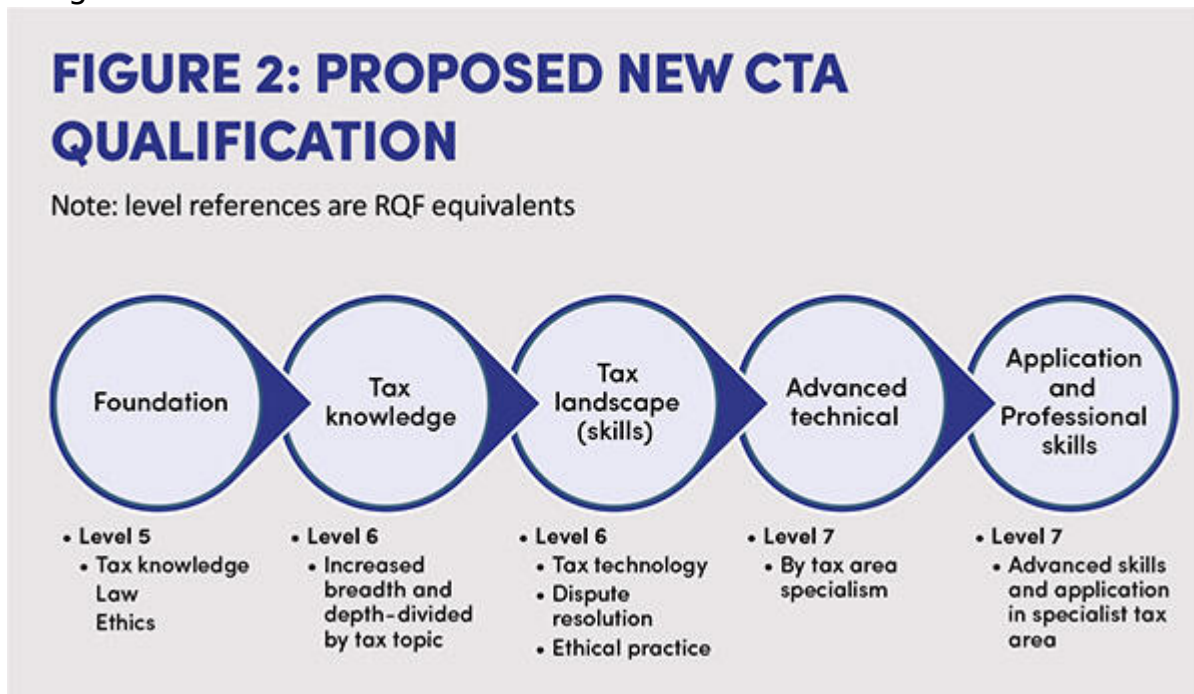 FIGURE 2: PROPOSED NEW CTA
QUALIFICATION
Note: level references are RQF equivalents
Foundation
Tax
knowledge
Tax
landscape
(skills)
Advanced
technical
Application
and
Professional
skills
• Level 5
• Tax knowledge
Law
Ethics
• Level 6
• Increased
breadth and
depth-divided
by tax topic
• Level 6
• Tax technology
• Dispute
resolution
• Ethical practice
• Level 7
• By tax area
specialism
• Level 7
• Advanced skills
and application
in specialist tax
area